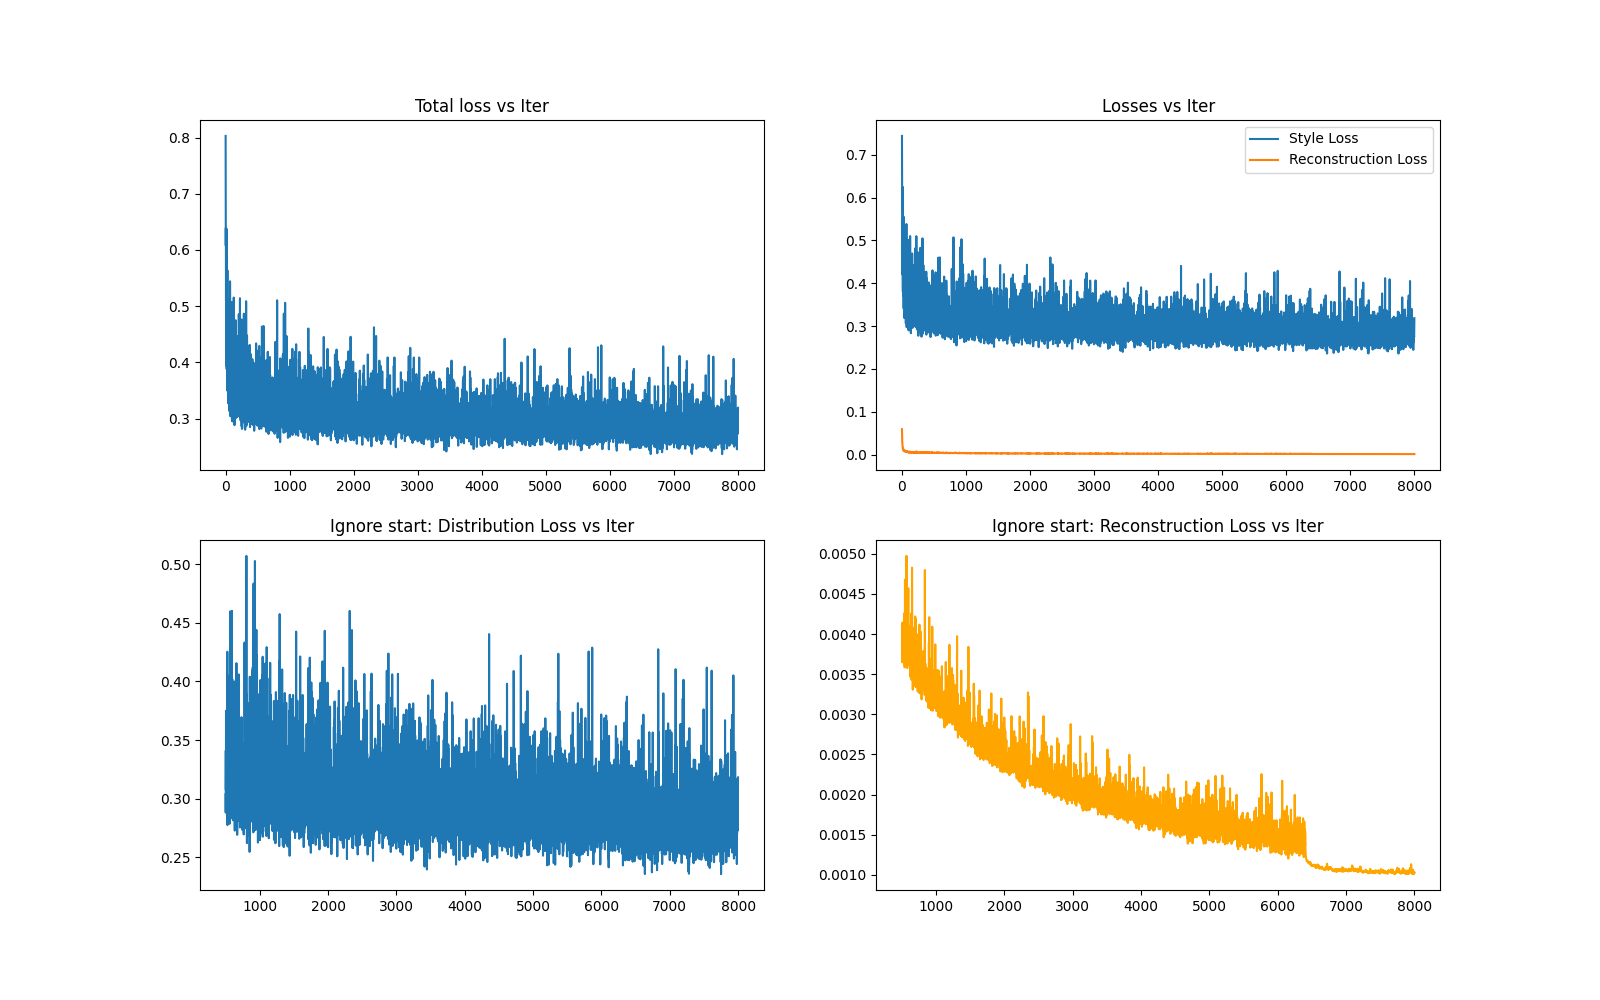 Total loss vs Iter
0.8
0.7
0.6
0.5
0.4
0.3
0 1000 2000 3000 4000 5000 6000 7000 8000
Losses vs Iter
Style Loss
Reconstruction Loss
0.7
0.6
0.5
0.4
0.3
0.2
0.1
0.0
0 1000 2000 3000 4000 5000 6000 7000 8000
Ignore start: Distribution Loss vs Iter
0.50
0.45
0.40
0.35
0.30
0.25
1000 2000 3000 4000 5000 6000 7000 8000
Ignore start: Reconstruction Loss vs Iter
0.0050
0.0045
0.0040
0.0035
0.0030
0.0025
0.0020
0.0015
0.0010
1000 2000 3000 4000 5000 6000 7000 8000